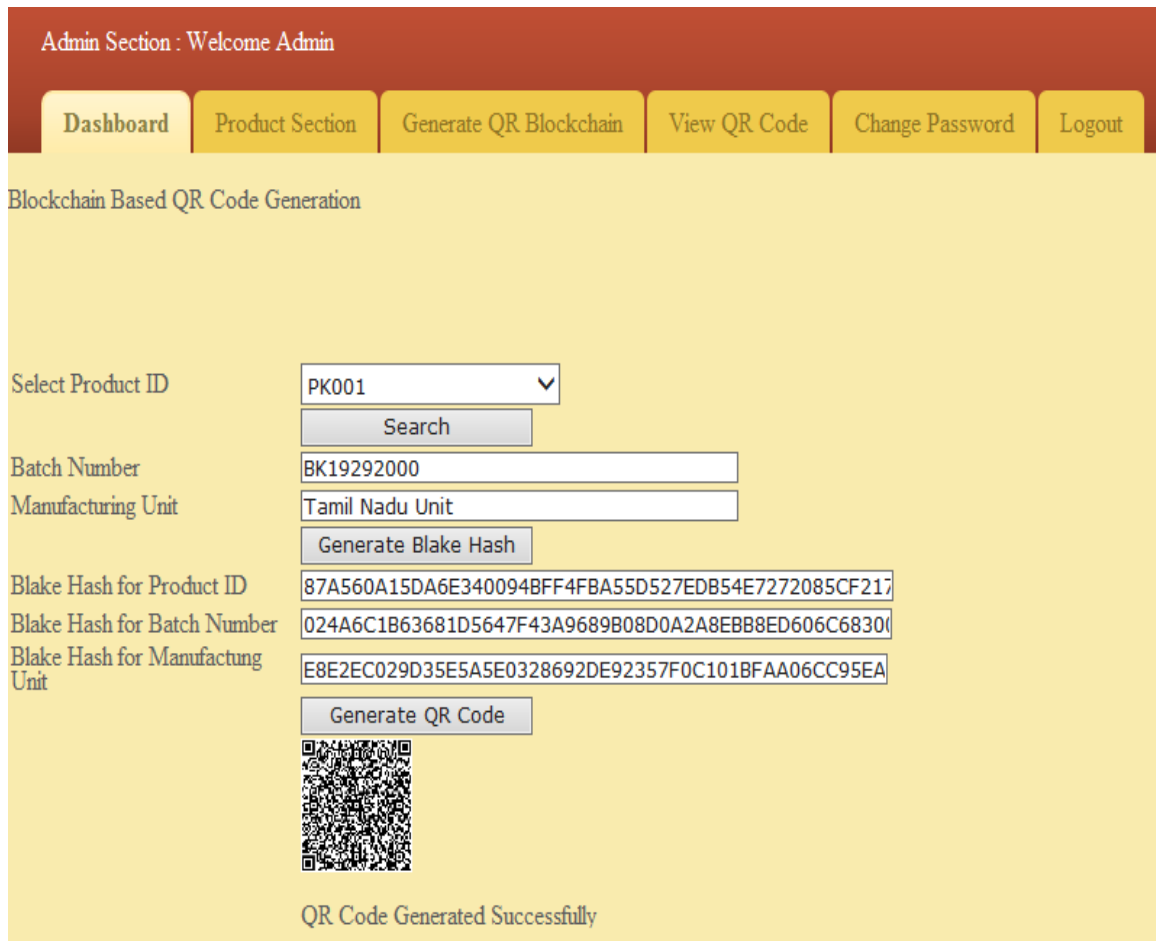 Admin Section : Welcome Admin
Dashboard Product Section Generate QR Blockchain View QR Code Change Password Logout
Blockchain Based QR Code Generation
Select Product ID PK001
Search
Batch Number BK19292000
Manufacturing Unit Tamil Nadu Unit
Generate Blake Hash
Blake Hash for Product ID 87A560A15DA6E340094BFF4FBA55D527EDB54E7272085CF217
Blake Hash for Batch Number 024A6C1B63681D5647F43A9689B08D0A2A8EBB8ED606C68300
Blake Hash for Manufactung
Unit E8E2EC029D35E5A5E0328692DE92357F0C101BFAA06CC95EA
Generate QR Code
QR Code Generated Successfully